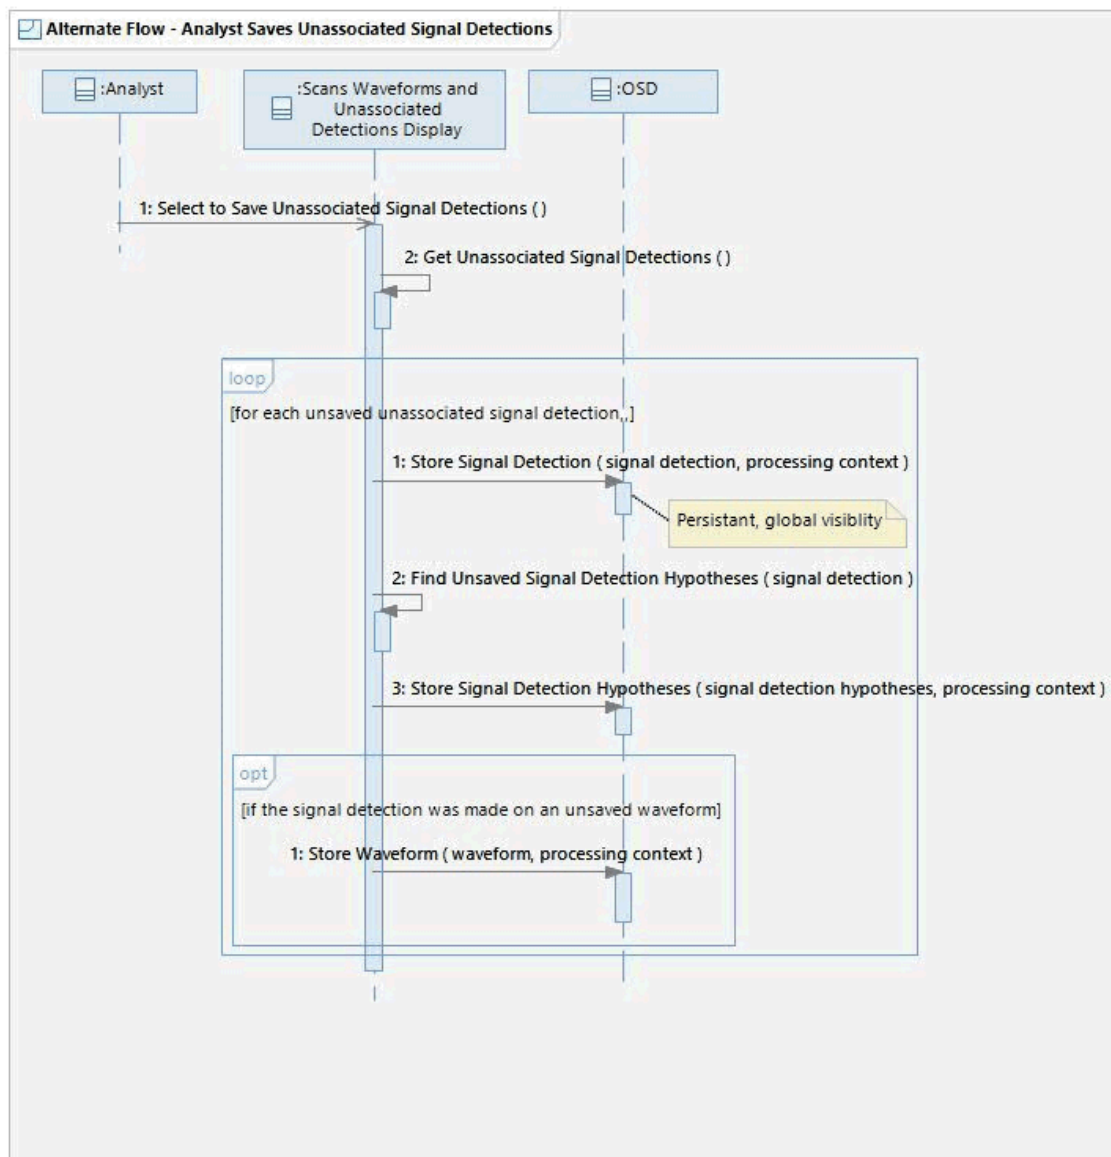 Alternate Flow - Analyst Saves Unassociated Signal Detections
:Analyst
:Scans Waveforms and
Unassociated
Detections Display
:OSD
1: Select to Save Unassociated Signal Detections ( )
2: Get Unassociated Signal Detections ( )
loop
[for each unsaved unassociated signal detection,,]
1: Store Signal Detection ( signal detection, processing context )
Persistant, global visiblity
2: Find Unsaved Signal Detection Hypotheses ( signal detection )
3: Store Signal Detection Hypotheses ( signal detection hypotheses, processing context )
opt
[if the signal detection was made on an unsaved waveform]
1: Store Waveform ( waveform, processing context )